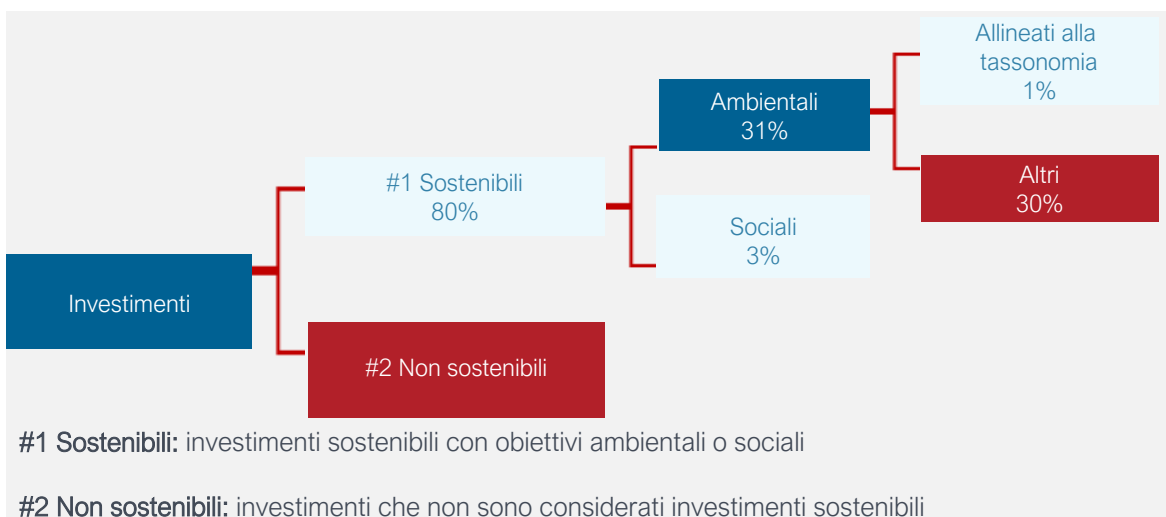 Investimenti
#1 Sostenibili
80%
#2 Non sostenibili
Ambientali
31%
Sociali
3%
Allineati alla
tassonomia
1%
Altri
30%
#1 Sostenibili: investimenti sostenibili con obiettivi ambientali o sociali
#2 Non sostenibili: investimenti che non sono considerati investimenti sostenibili